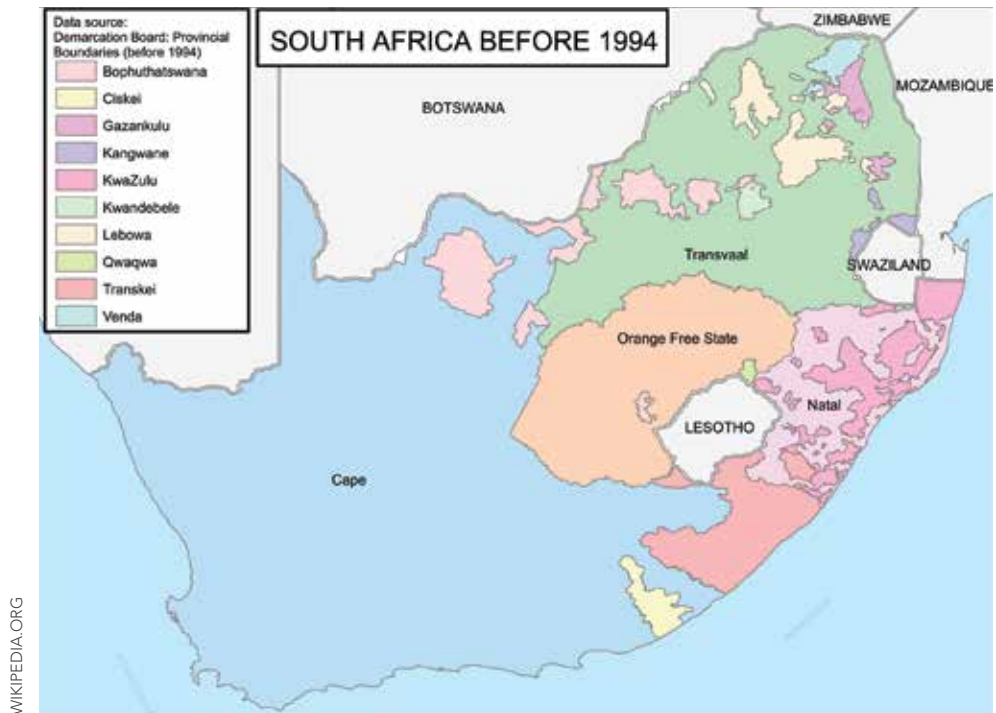 Data source:
Demarcation Board: Provincial
Boundaries (before 1994)
Bophuthatswana
Ciskei
Gazankulu
Kangwane
KwaZulu
Kwandebele
Lebowa
Qwaqwa
Transkei
Venda
SOUTH AFRICA BEFORE 1994
ZIMBABWE
MOZAMBIQUE
BOTSWANA
Transvaal
SWAZILAND
Orange Free State
Natal
LESOTHO
Cape
WIKIPEDIA.ORG